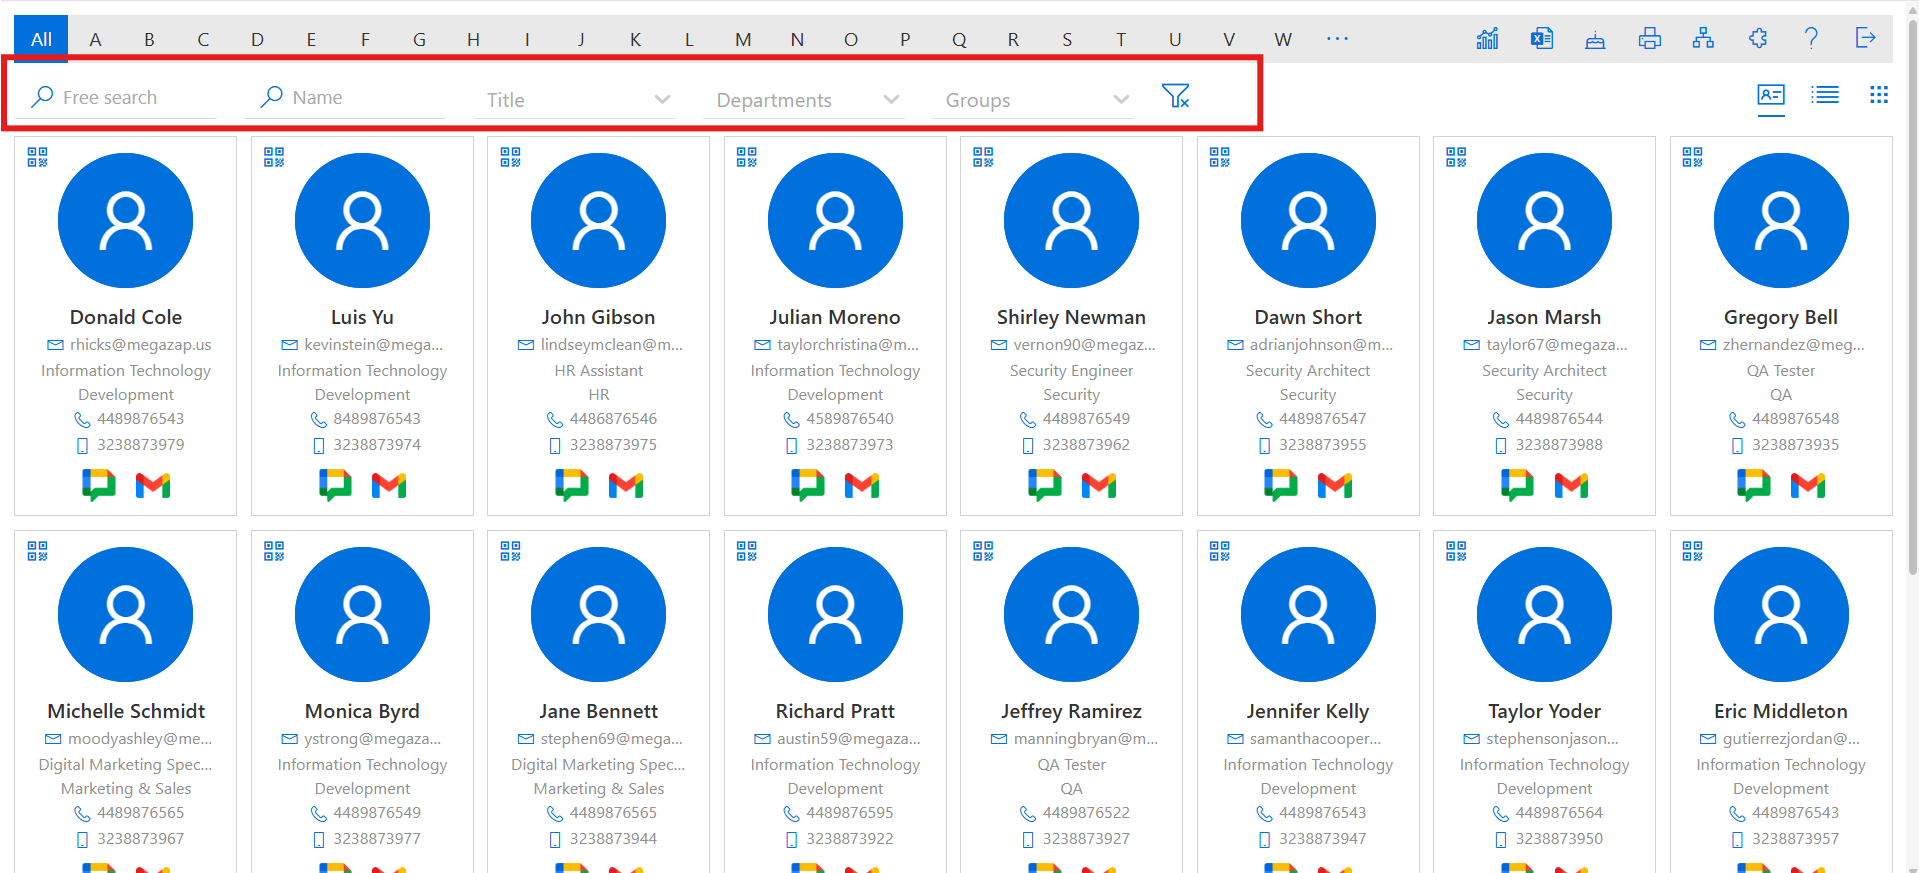 All A B C D E F G H I J K L M N O P Q R S T U V W ...
Free search Name Title Departments Groups
Donald Cole
rhicks@megazap.us
Information Technology
Development
4489876543
3238873979
Luis Yu
kevinstein@mega...
Information Technology
Development
8489876543
3238873974
John Gibson
lindseymclean@m...
HR Assistant
HR
4486876546
3238873975
Julian Moreno
taylorchristina@m...
Information Technology
Development
4589876540
3238873973
Shirley Newman
vernon90@megaz...
Security Engineer
Security
4489876549
3238873962
Dawn Short
adrianjohnson@m...
Security Architect
Security
4489876547
3238873955
Jason Marsh
taylor67@megaza...
Security Architect
Security
4489876544
3238873988
Gregory Bell
zhernandez@meg...
QA Tester
QA
4489876548
3238873935
Michelle Schmidt
moodyashley@me...
Digital Marketing Spec...
Marketing & Sales
4489876565
3238873967
Monica Byrd
ystrong@megaza...
Information Technology
Development
4489876549
3238873977
Jane Bennett
stephen69@mega...
Digital Marketing Spec...
Marketing & Sales
4489876565
3238873944
Richard Pratt
austin59@megaza...
Information Technology
Development
4489876595
3238873922
Jeffrey Ramirez
manningbryan@m...
QA Tester
QA
4489876522
3238873927
Jennifer Kelly
samanthacooper...
Information Technology
Development
4489876543
3238873947
Taylor Yoder
stephensonjason...
Information Technology
Development
4489876564
3238873950
Eric Middleton
gutierrezjordan@...
Information Technology
Development
4489876543
3238873957